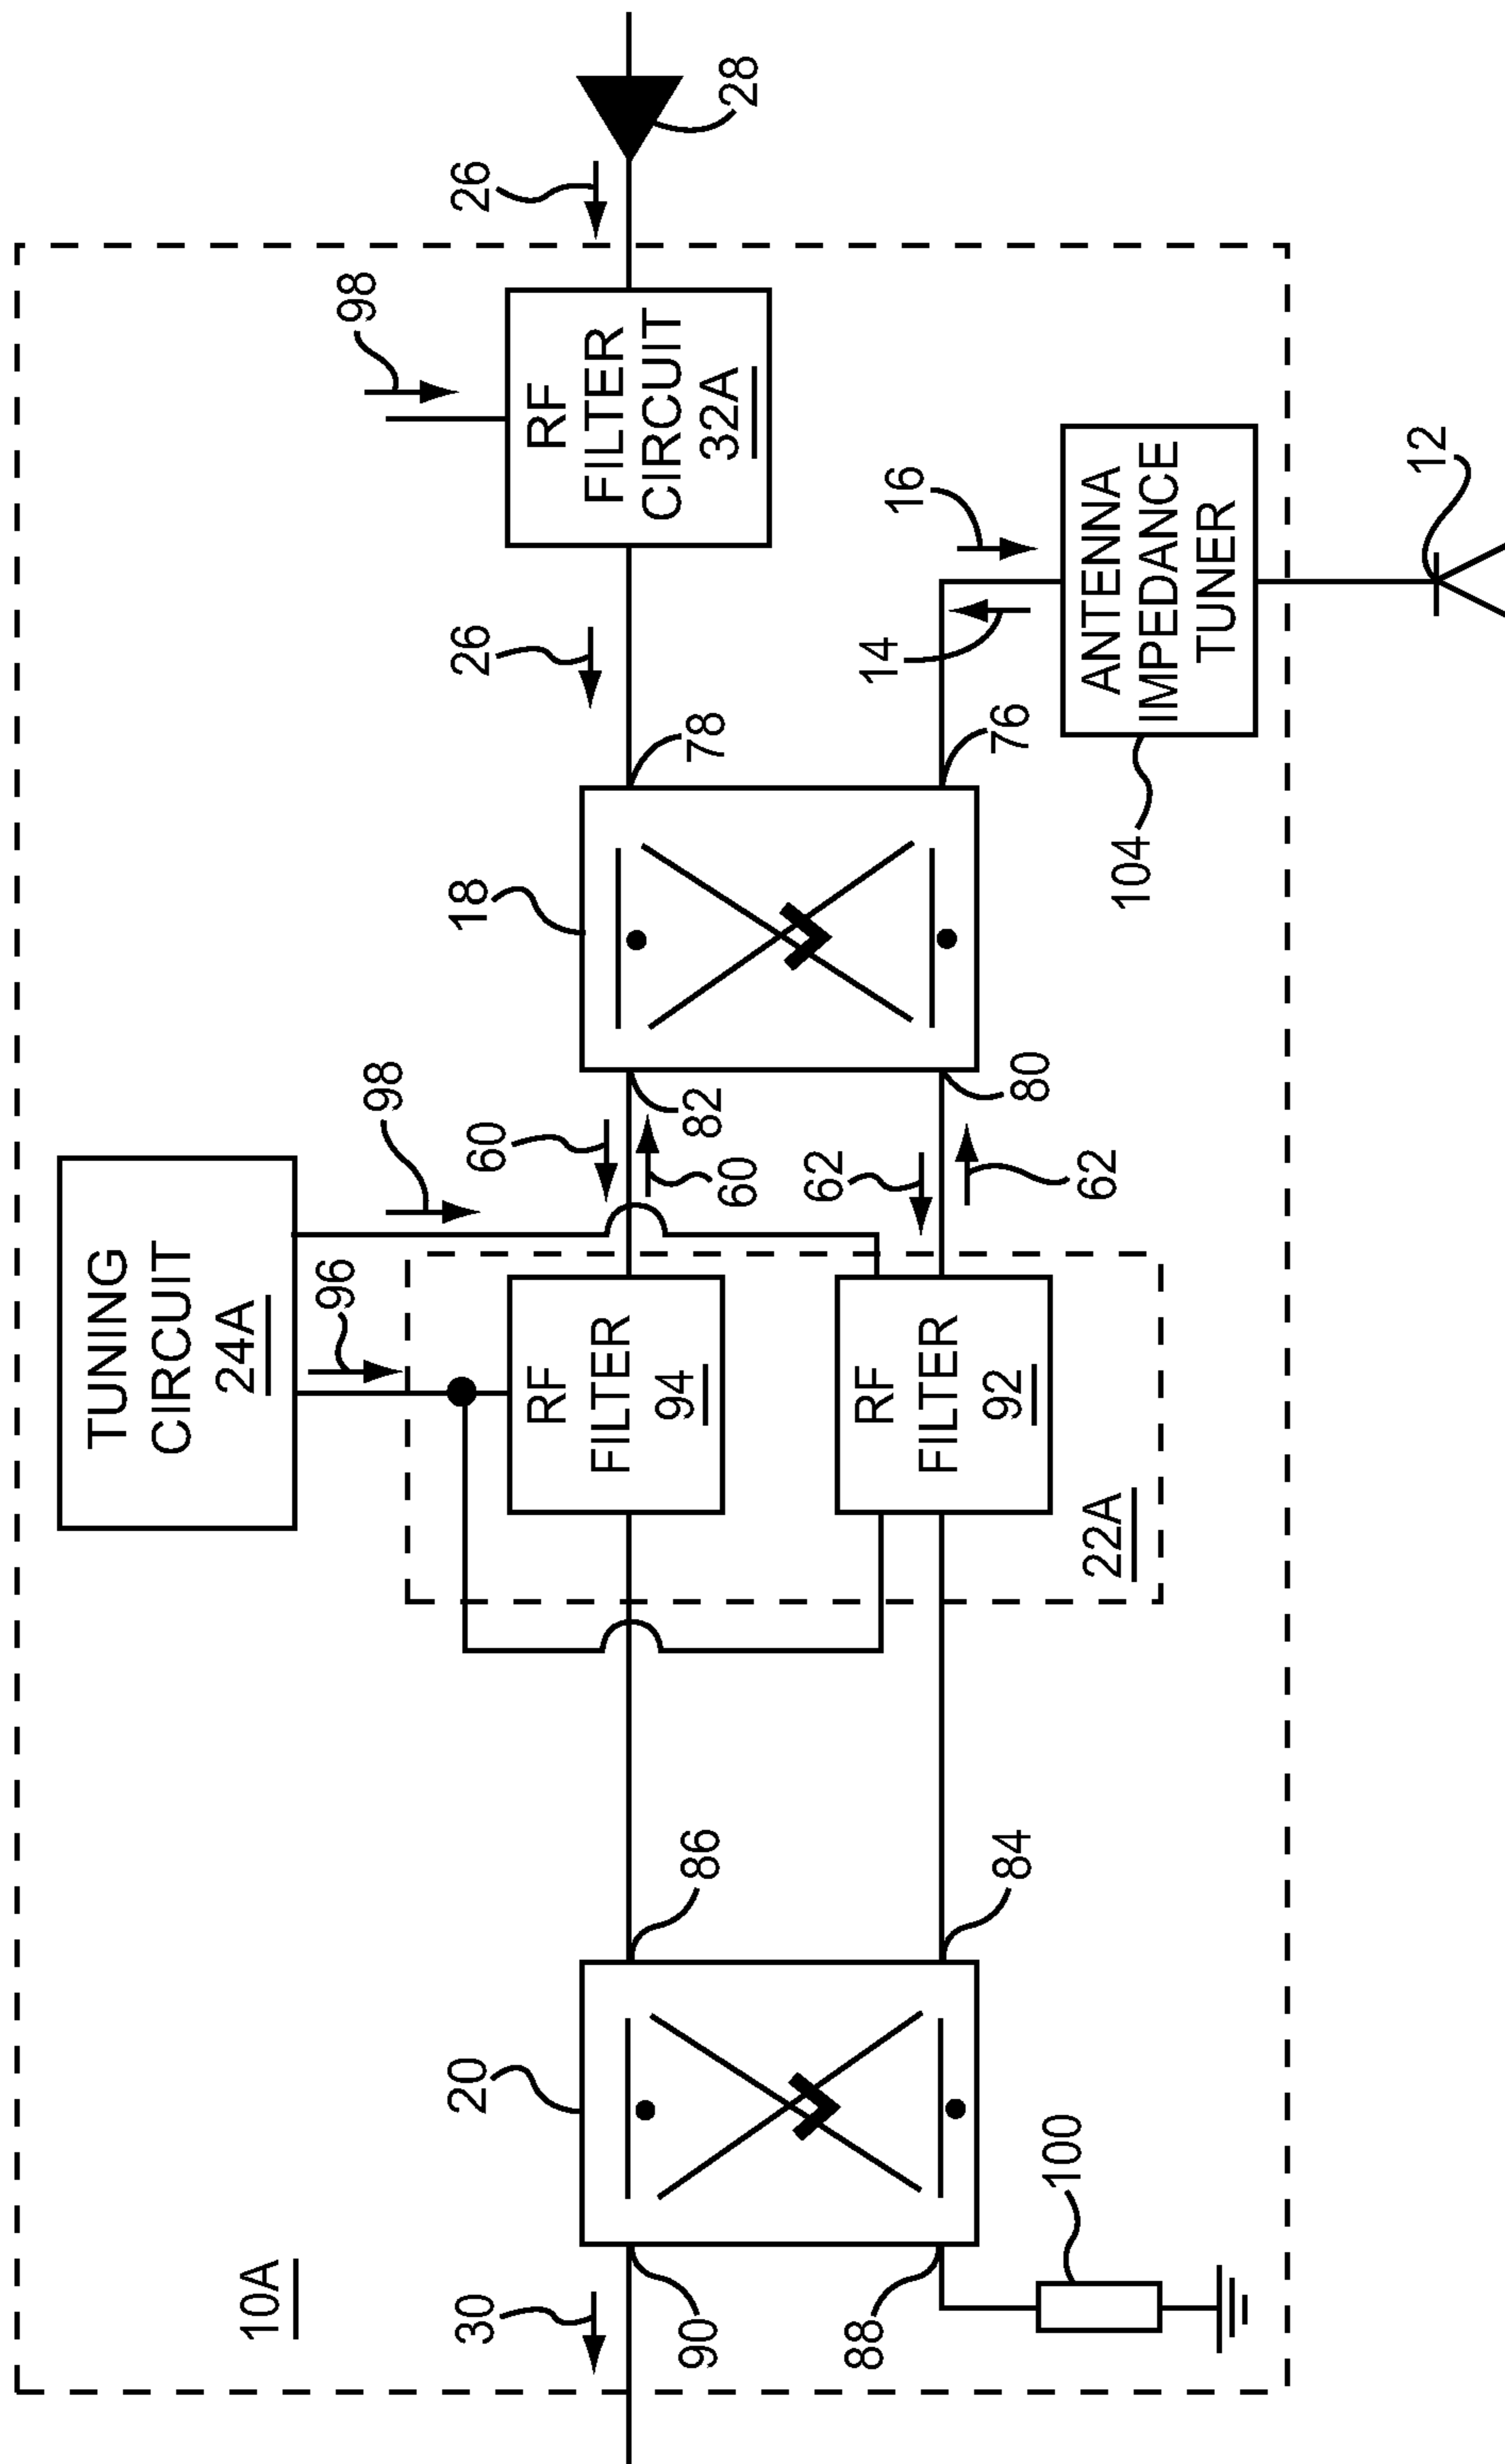 10A
TUNING
CIRCUIT
24A
96
98
98
30
90
88
100
20
86
84
22A
RF
FILTER
94
RF
FILTER
92
60
60
62
62
82
80
18
78
76
26
26
RF
FILTER
CIRCUIT
32A
28
14
16
ANTENNA
IMPEDANCE
TUNER
104
12